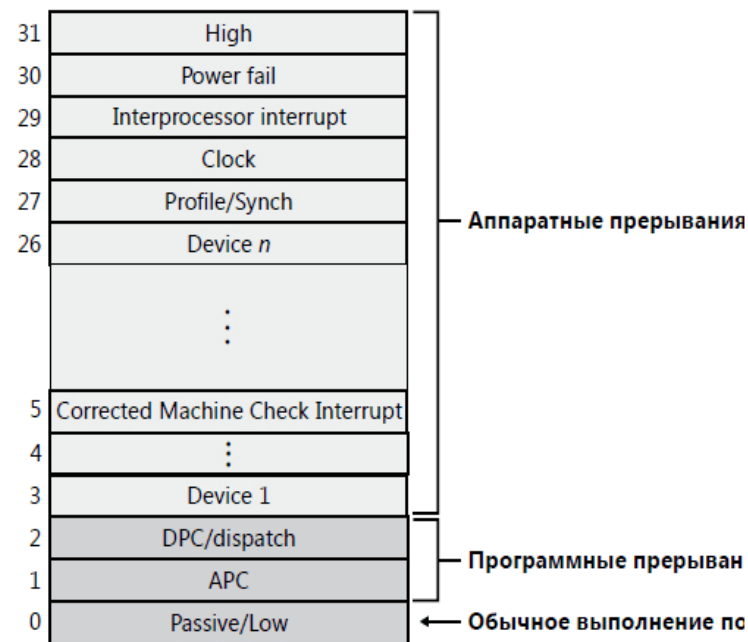 31 High
30 Power fail
29 Interprocessor interrupt
28 Clock
27 Profile/Synch
26 Device n
Аппаратные прерывания
⋮
5 Corrected Machine Check Interrupt
4 ⋮
3 Device 1
2 DPC/dispatch
Программные прерыван
1 APC
0 Passive/Low
Обычное выполнение по